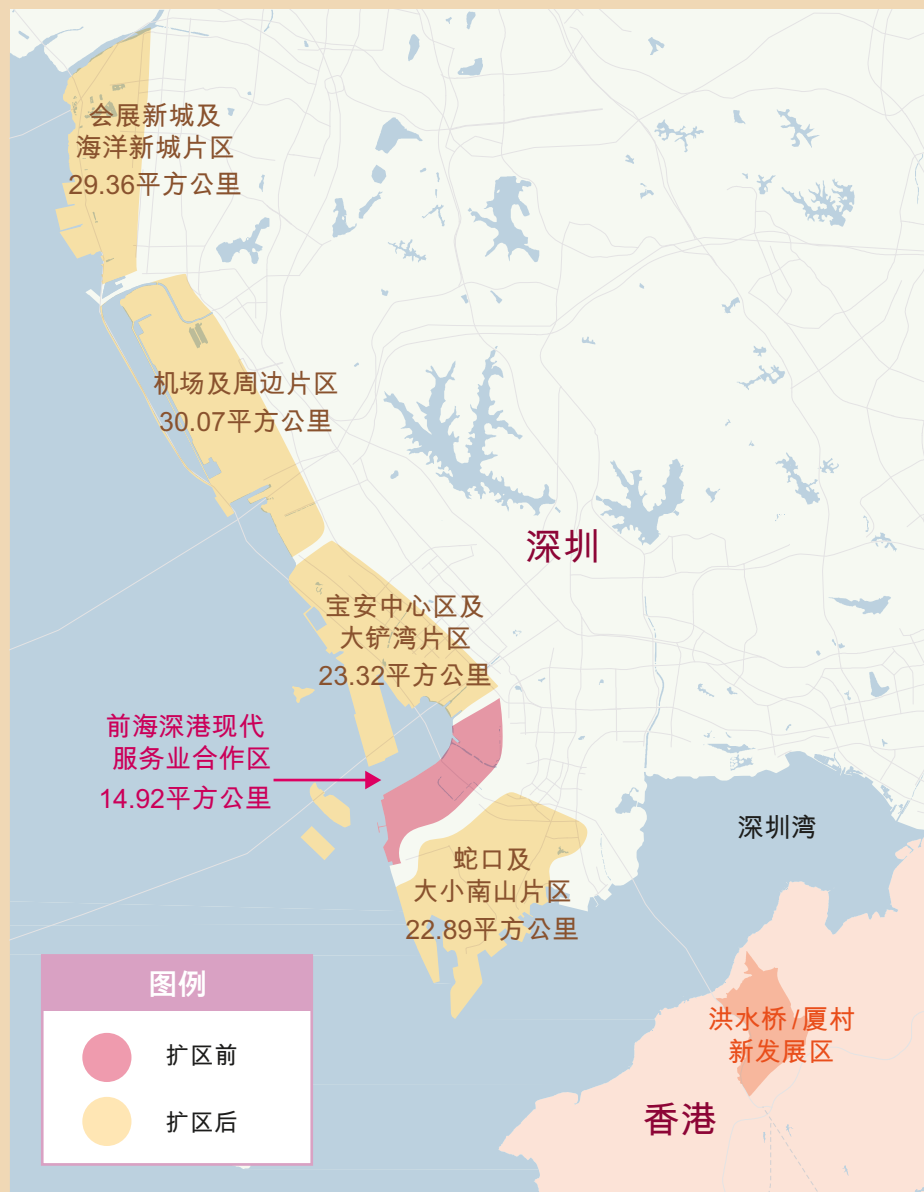 会展新城及
海洋新城片区
29.36平方公里
机场及周边片区
30.07平方公里
深圳
宝安中心区及
大铲湾片区
23.32平方公里
前海深港现代
服务业合作区
14.92平方公里
深圳湾
蛇口及
大小南山片区
22.89平方公里
图例
扩区前
扩区后
洪水桥/厦村
新发展区
香港